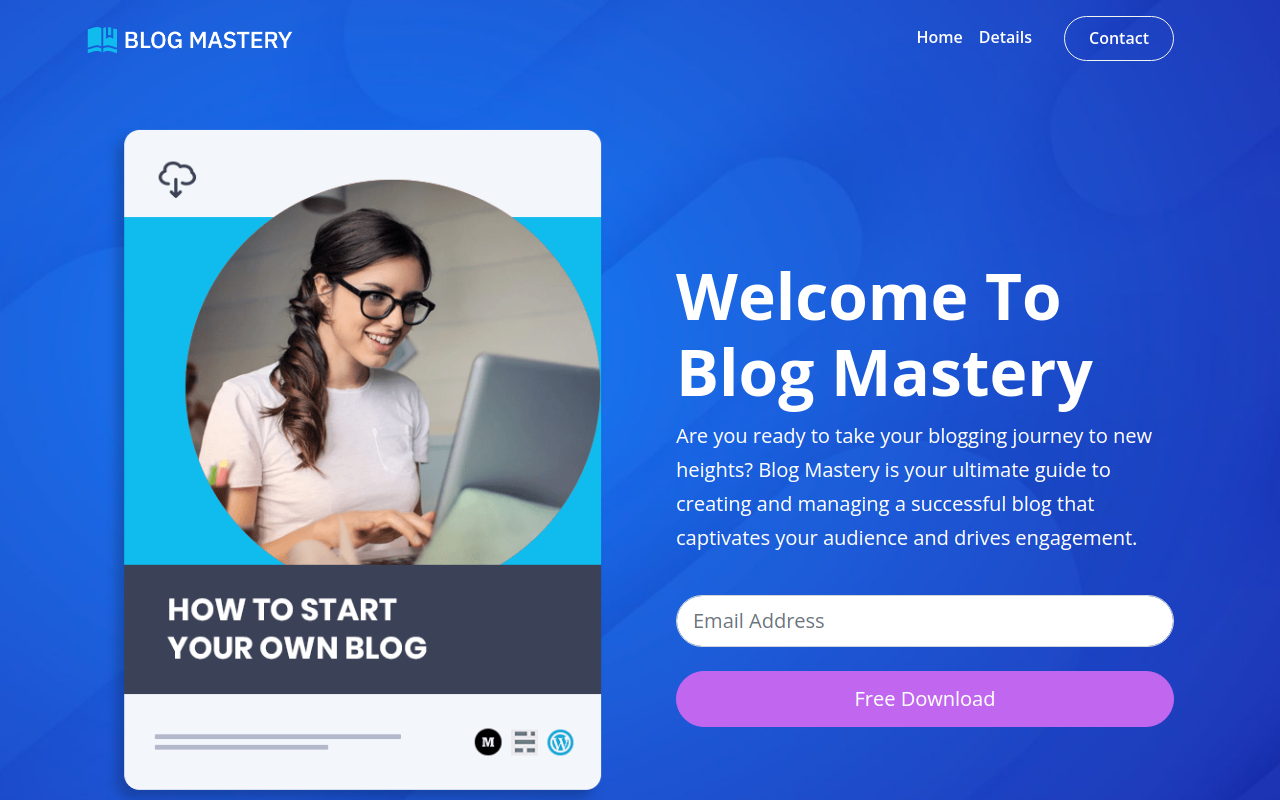 BLOG MASTERY
Home Details Contact
Welcome To
Blog Mastery
Are you ready to take your blogging journey to new
heights? Blog Mastery is your ultimate guide to
creating and managing a successful blog that
captivates your audience and drives engagement.
Email Address
Free Download
HOW TO START
YOUR OWN BLOG
M